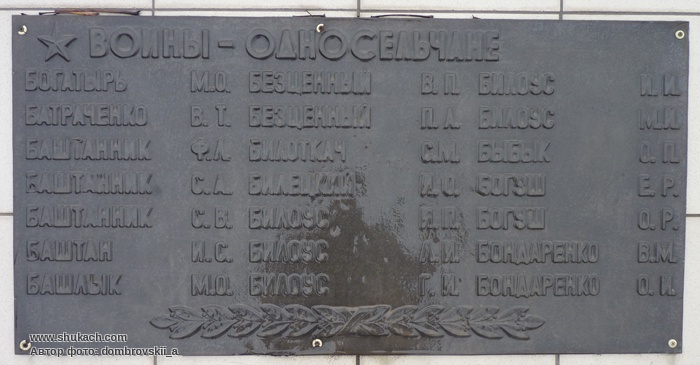 ВОИНЫ - ОДНОСЕЛЬЧАНЕ
БОГАТЫРЬ М.О. БЕЗЦЕННЫЙ В. П. БИЛОУС И. И.
БАТРАЧЕНКО В. Т. БЕЗЦЕННЫЙ П. А. БИЛОУС М.И.
БАШТАННИК Ф.Л. БИЛОТКАЧ С.М. БЫБЫК О. П.
БАШТАННИК С. А. БИЛЕЦКИЙ И. О. БОГУШ Е. Р.
БАШТАННИК С. В. БИЛОУС П. БОГУШ О. Р.
БАШТАН И. С. БИЛОУС И. БОНДАРЕНКО В.М.
БАШЛЫК М.О. БИЛОУС Г. И. БОНДАРЕНКО О. И.
www.shukach.com
Автор фото: dombrovskii_a